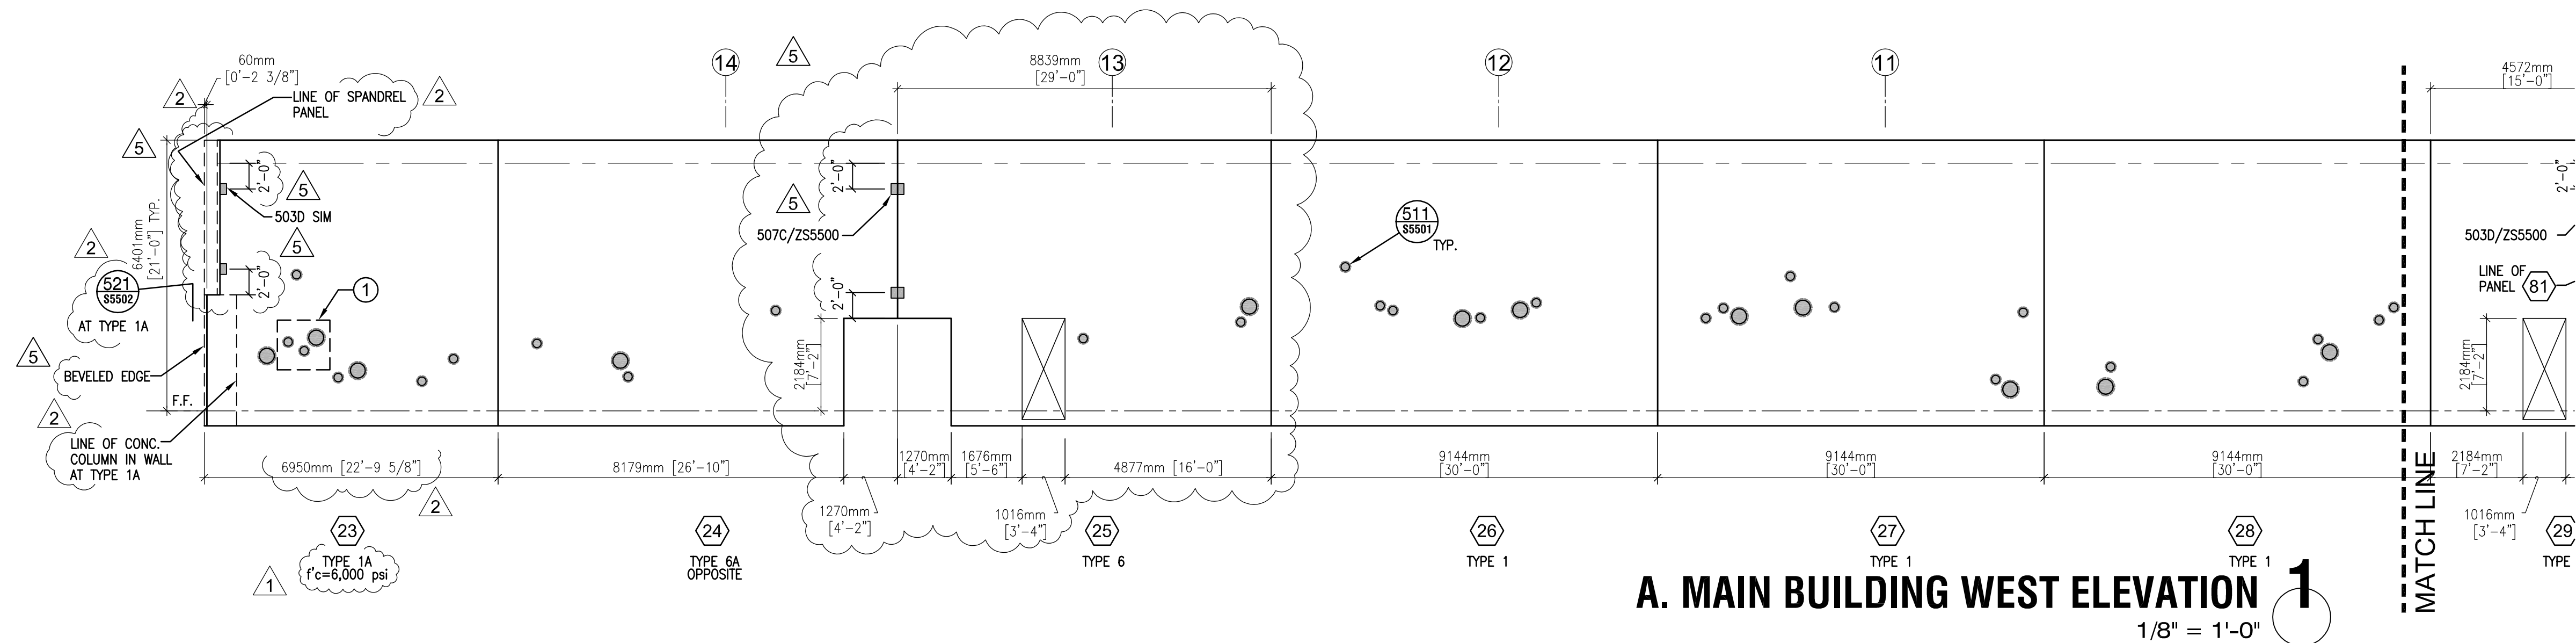 5
14
13
12
11
8839mm
[29'-0"]
4572mm
[15'-0"]
60mm
[0'-2 3/8"]
2
LINE OF SPANDREL
PANEL
2
5
2'-0"
5
503D SIM
6401mm
[21'-0"] TYP.
2
5
2'-0"
521
S5502
AT TYPE 1A
1
5
BEVELED EDGE
F.F.
2
LINE OF CONC.
COLUMN IN WALL
AT TYPE 1A
2'-0"
5
507C/ZS5500
2'-0"
2184mm
[7'-2"]
511
S5501
TYP.
2'-0"
503D/ZS5500
LINE OF
PANEL
81
2184mm
[7'-2"]
6950mm [22'-9 5/8"]
8179mm [26'-10"]
1270mm
[4'-2"]
1676mm
[5'-6"]
4877mm [16'-0"]
9144mm
[30'-0"]
9144mm
[30'-0"]
9144mm
[30'-0"]
2184mm
[7'-2"]
2
1270mm
[4'-2"]
1016mm
[3'-4"]
1016mm
[3'-4"]
23
TYPE 1A
f'c=6,000 psi
1
24
TYPE 6A
OPPOSITE
25
TYPE 6
26
TYPE 1
27
TYPE 1
28
TYPE 1
29
TYPE
MATCH LINE
A. MAIN BUILDING WEST ELEVATION
1
1/8" = 1'-0"